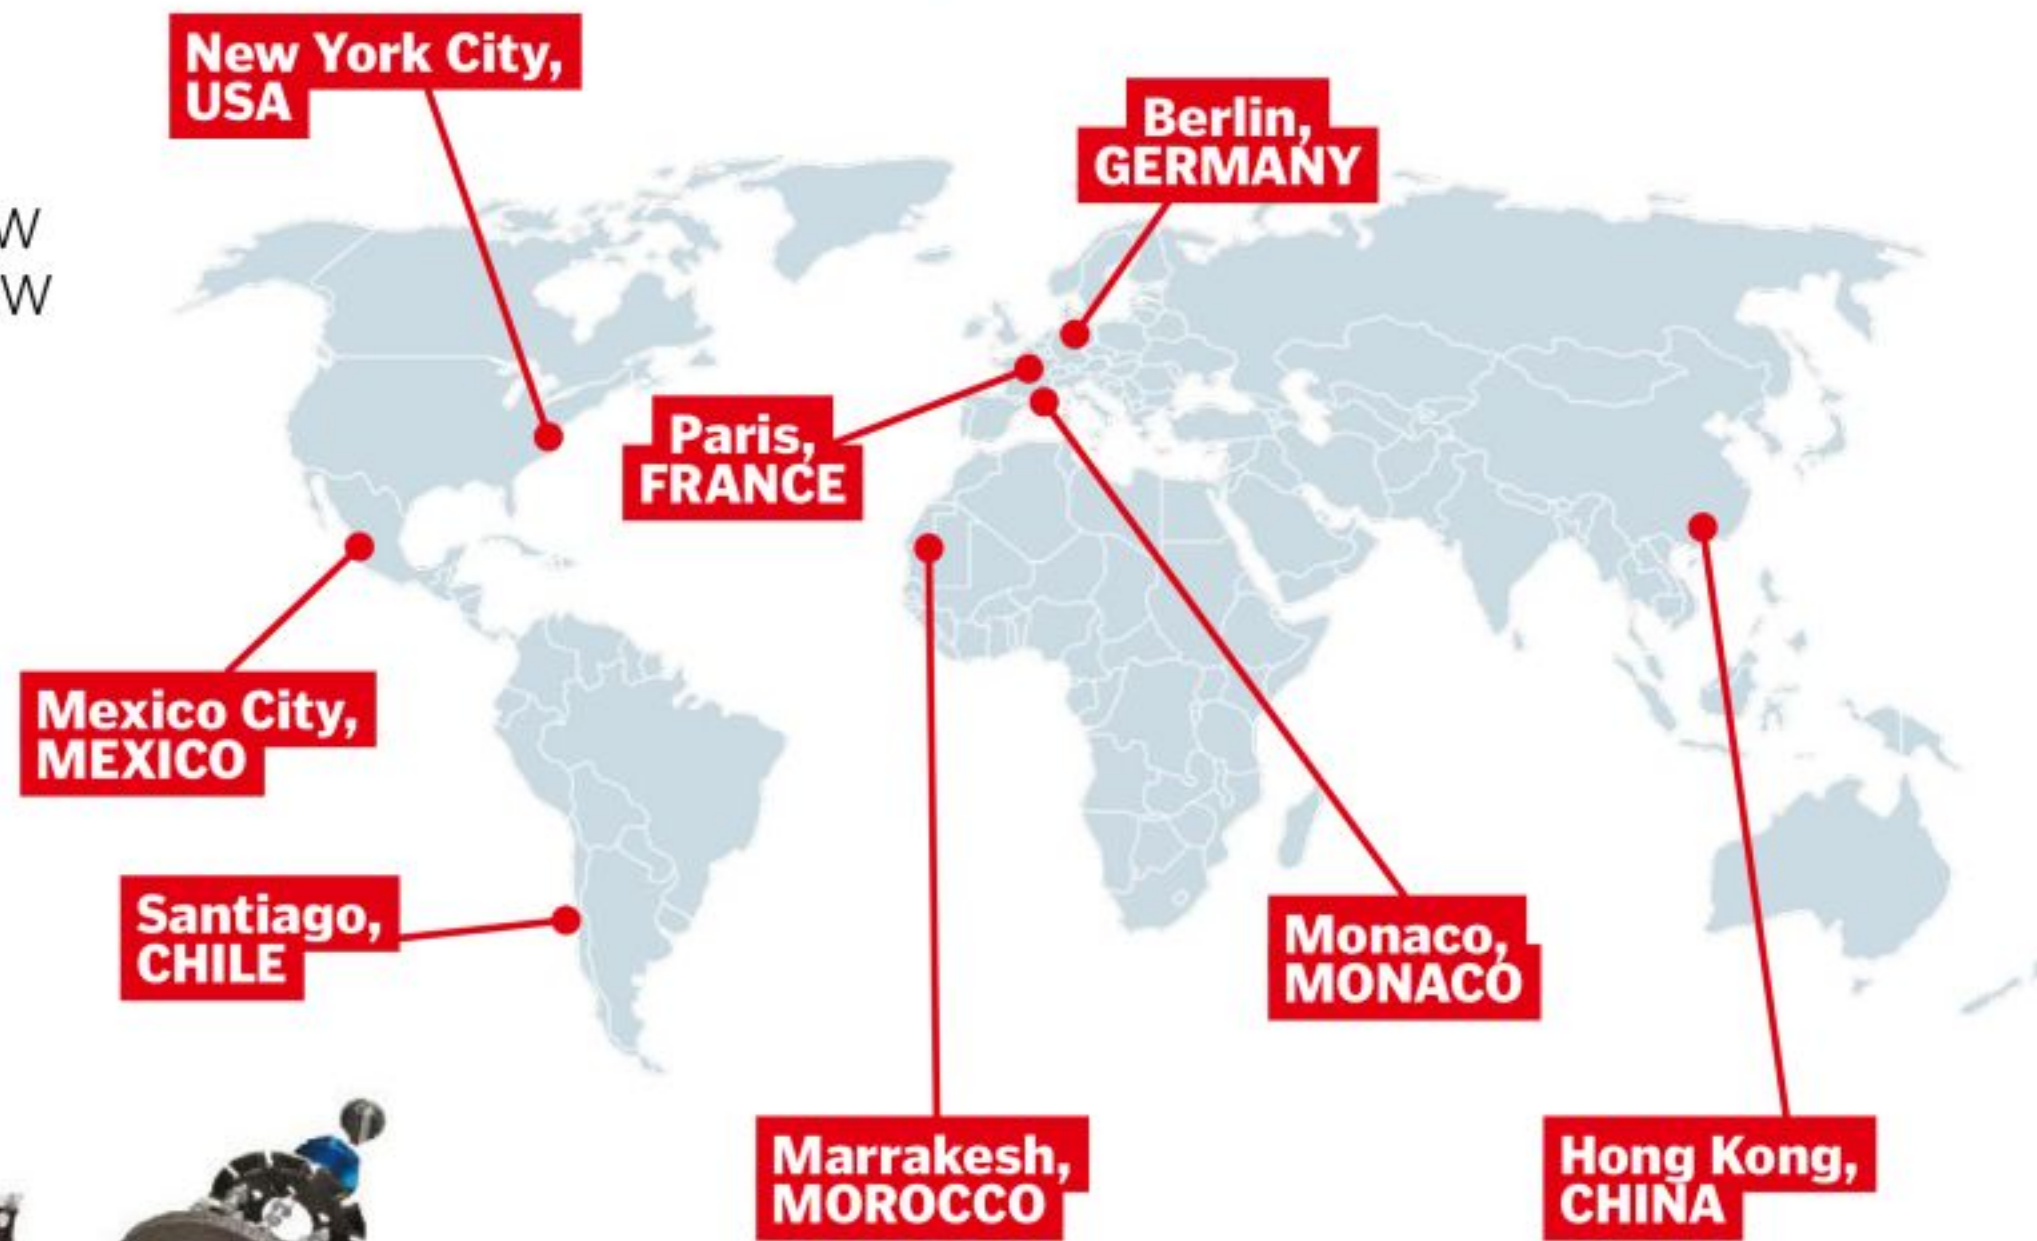 New York City,
USA
Berlin,
GERMANY
W
W
Paris,
FRANCE
Mexico City,
MEXICO
Santiago,
CHILE
Monaco,
MONACO
Marrakesh,
MOROCCO
Hong Kong,
CHINA